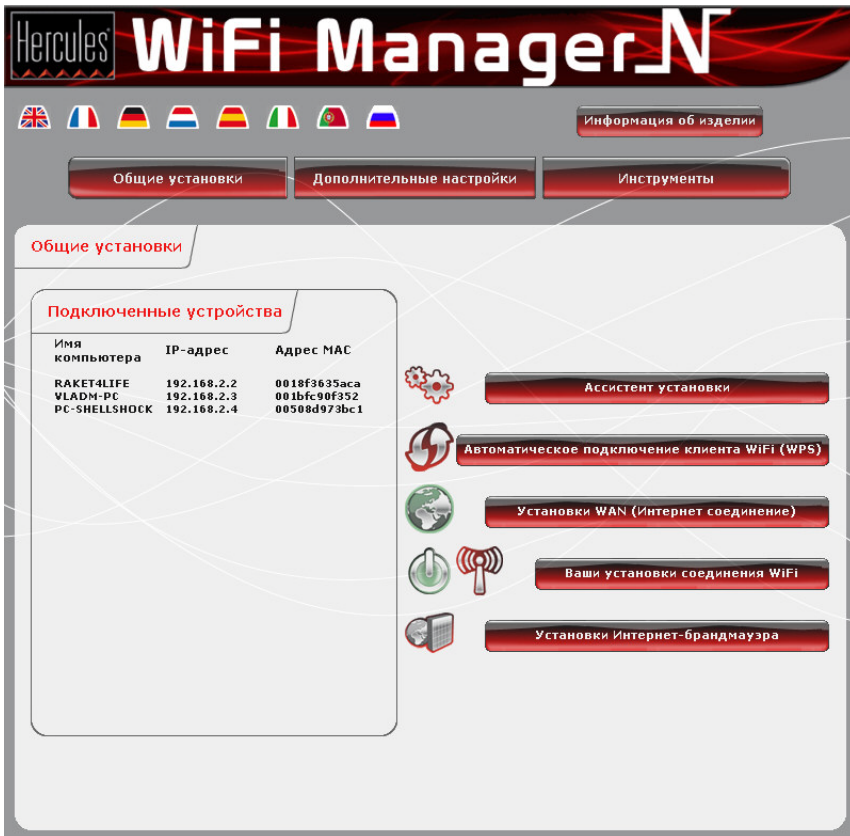 Hercules® WiFi Manager_N
Информация об изделии
Общие установки
Дополнительные настройки
Инструменты
Общие установки
Подключенные устройства
Имя компьютера IP-адрес Адрес MAC
RAKET4LIFE 192.168.2.2 0018f3635aca
VLADM-PC 192.168.2.3 001bfc90f352
PC-SHELLSHOCK 192.168.2.4 00508d973bc1
Ассистент установки
Автоматическое подключение клиента WiFi (WPS)
Установки WAN (Интернет соединение)
Ваши установки соединения WiFi
Установки Интернет-брандмауэра